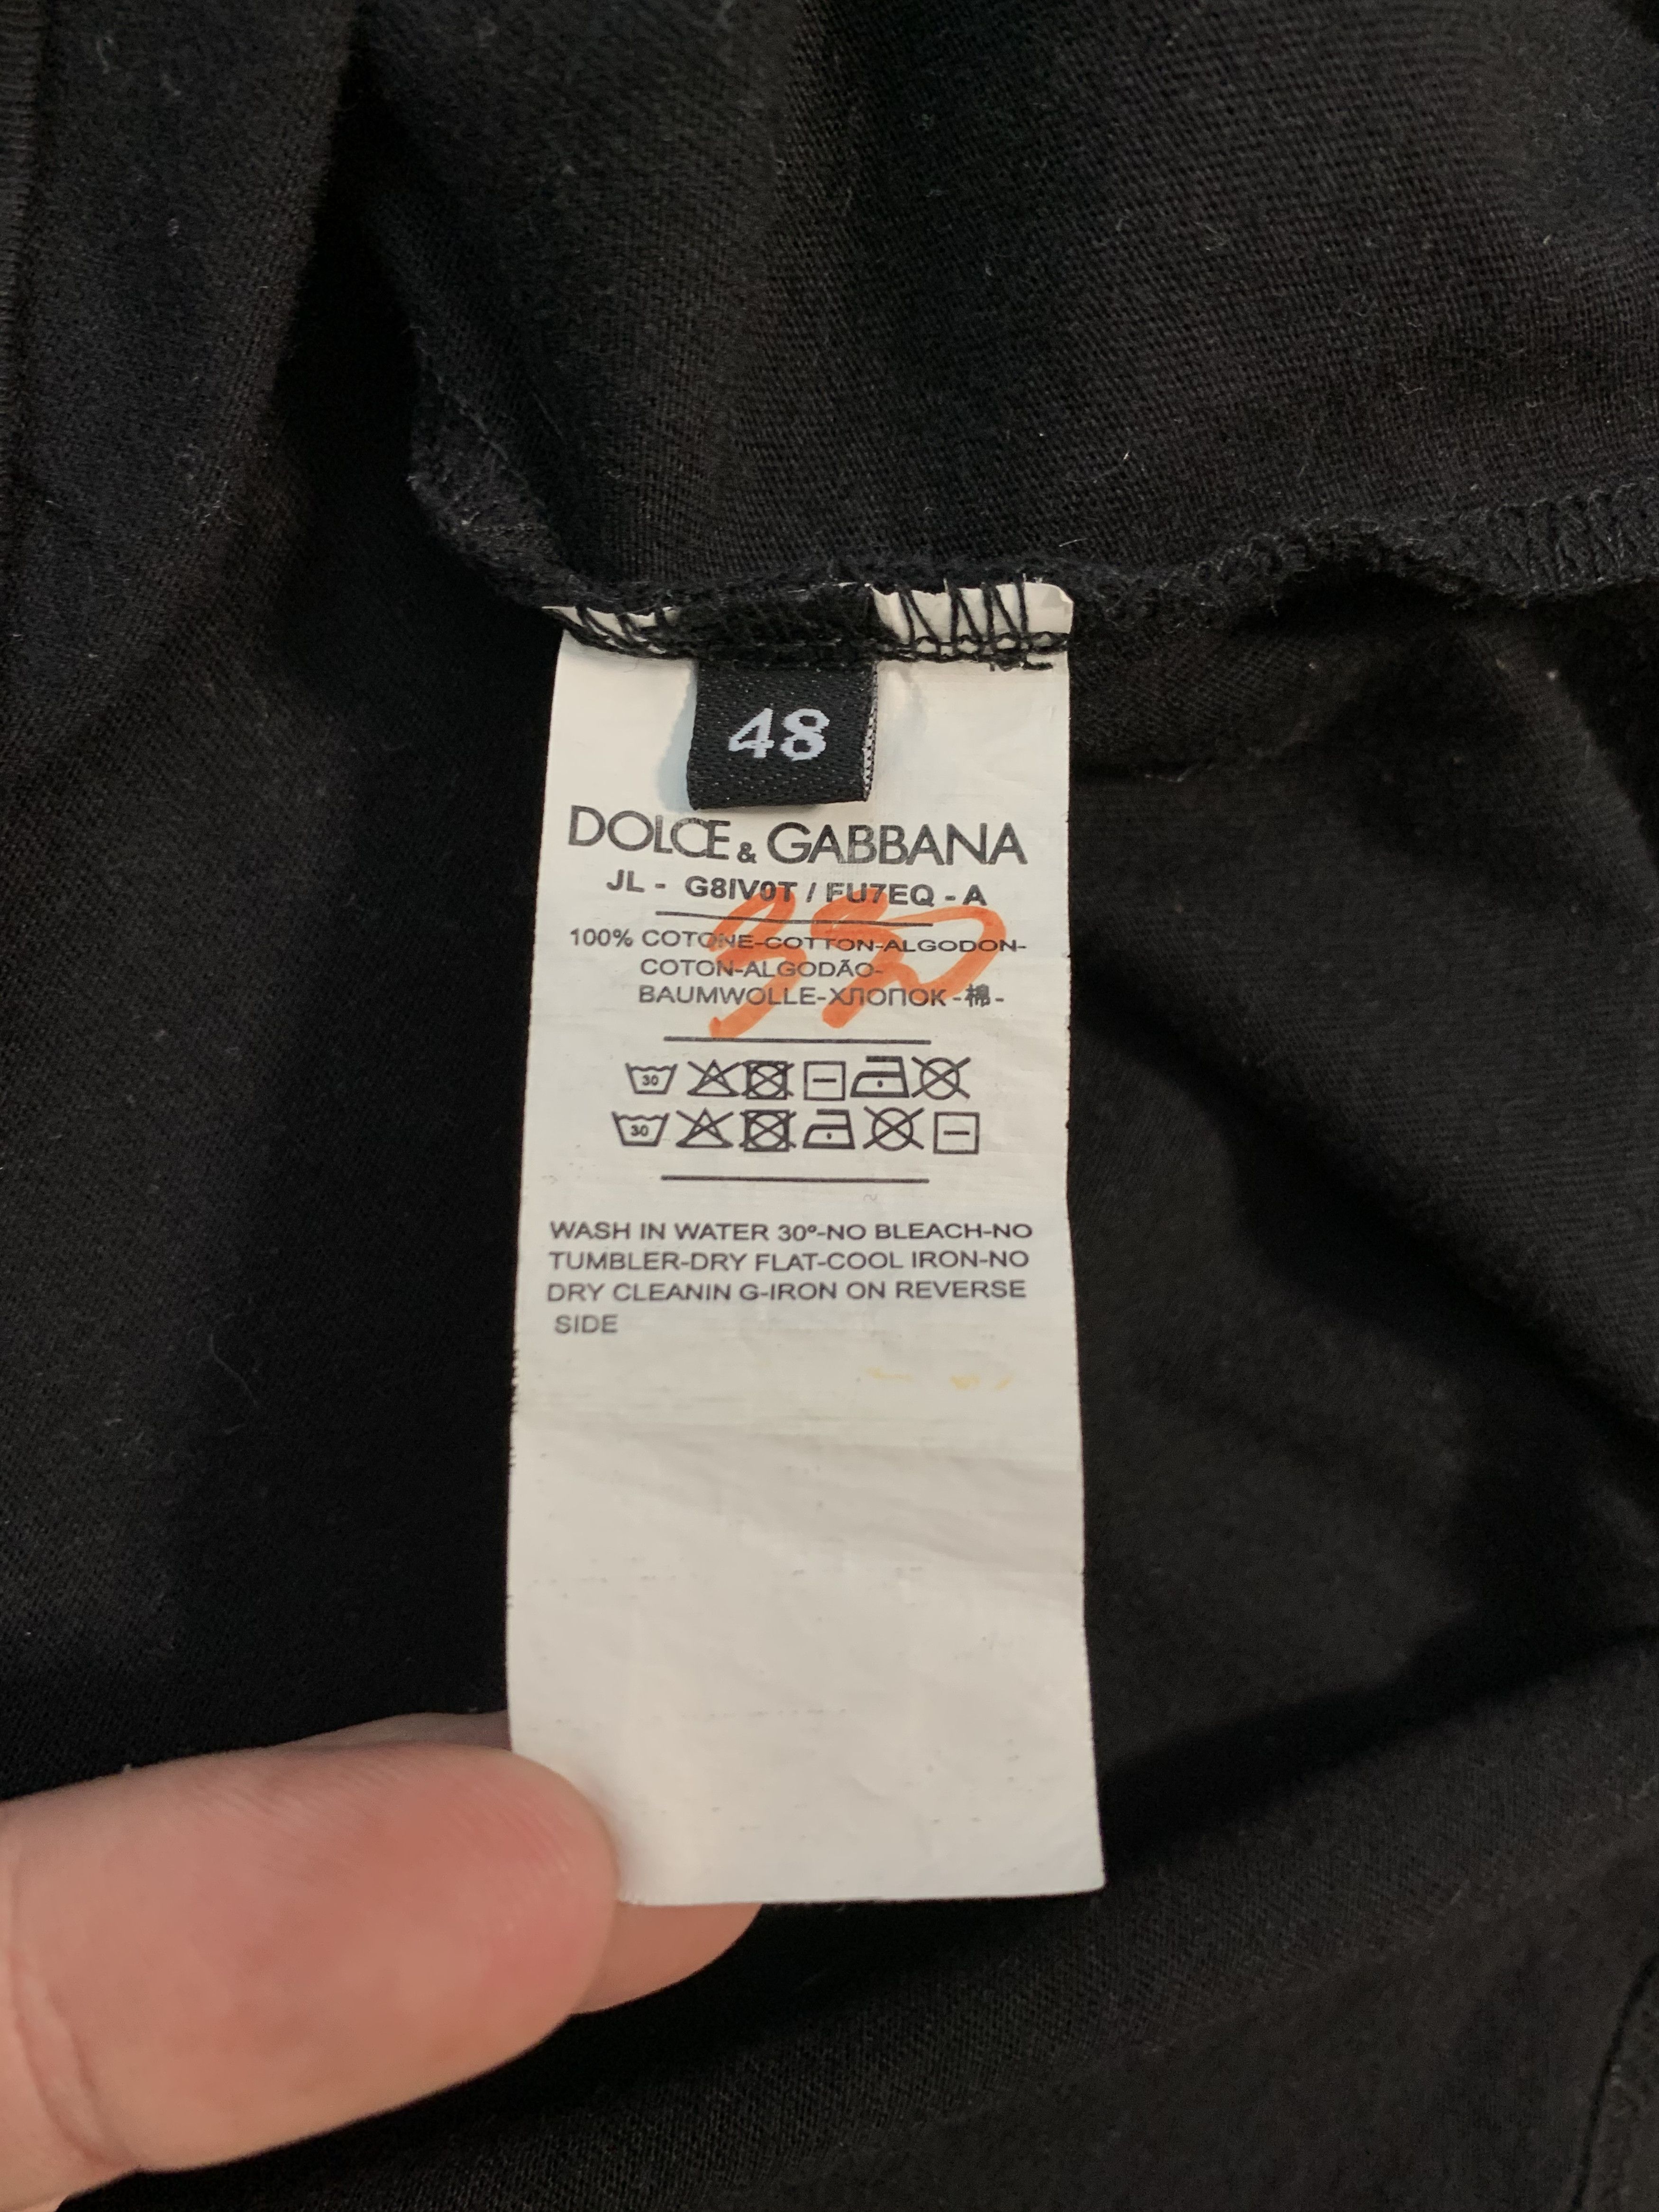 48
DOLCE & GABBANA
JL - G8IV0T / FU7EQ - A
100% COTONE-COTTON-ALGODON-
COTON-ALGODÃO-
BAUMWOLLE-ХЛОПОК-棉-
30
30
WASH IN WATER 30º-NO BLEACH-NO
TUMBLER-DRY FLAT-COOL IRON-NO
DRY CLEANIN G-IRON ON REVERSE
SIDE